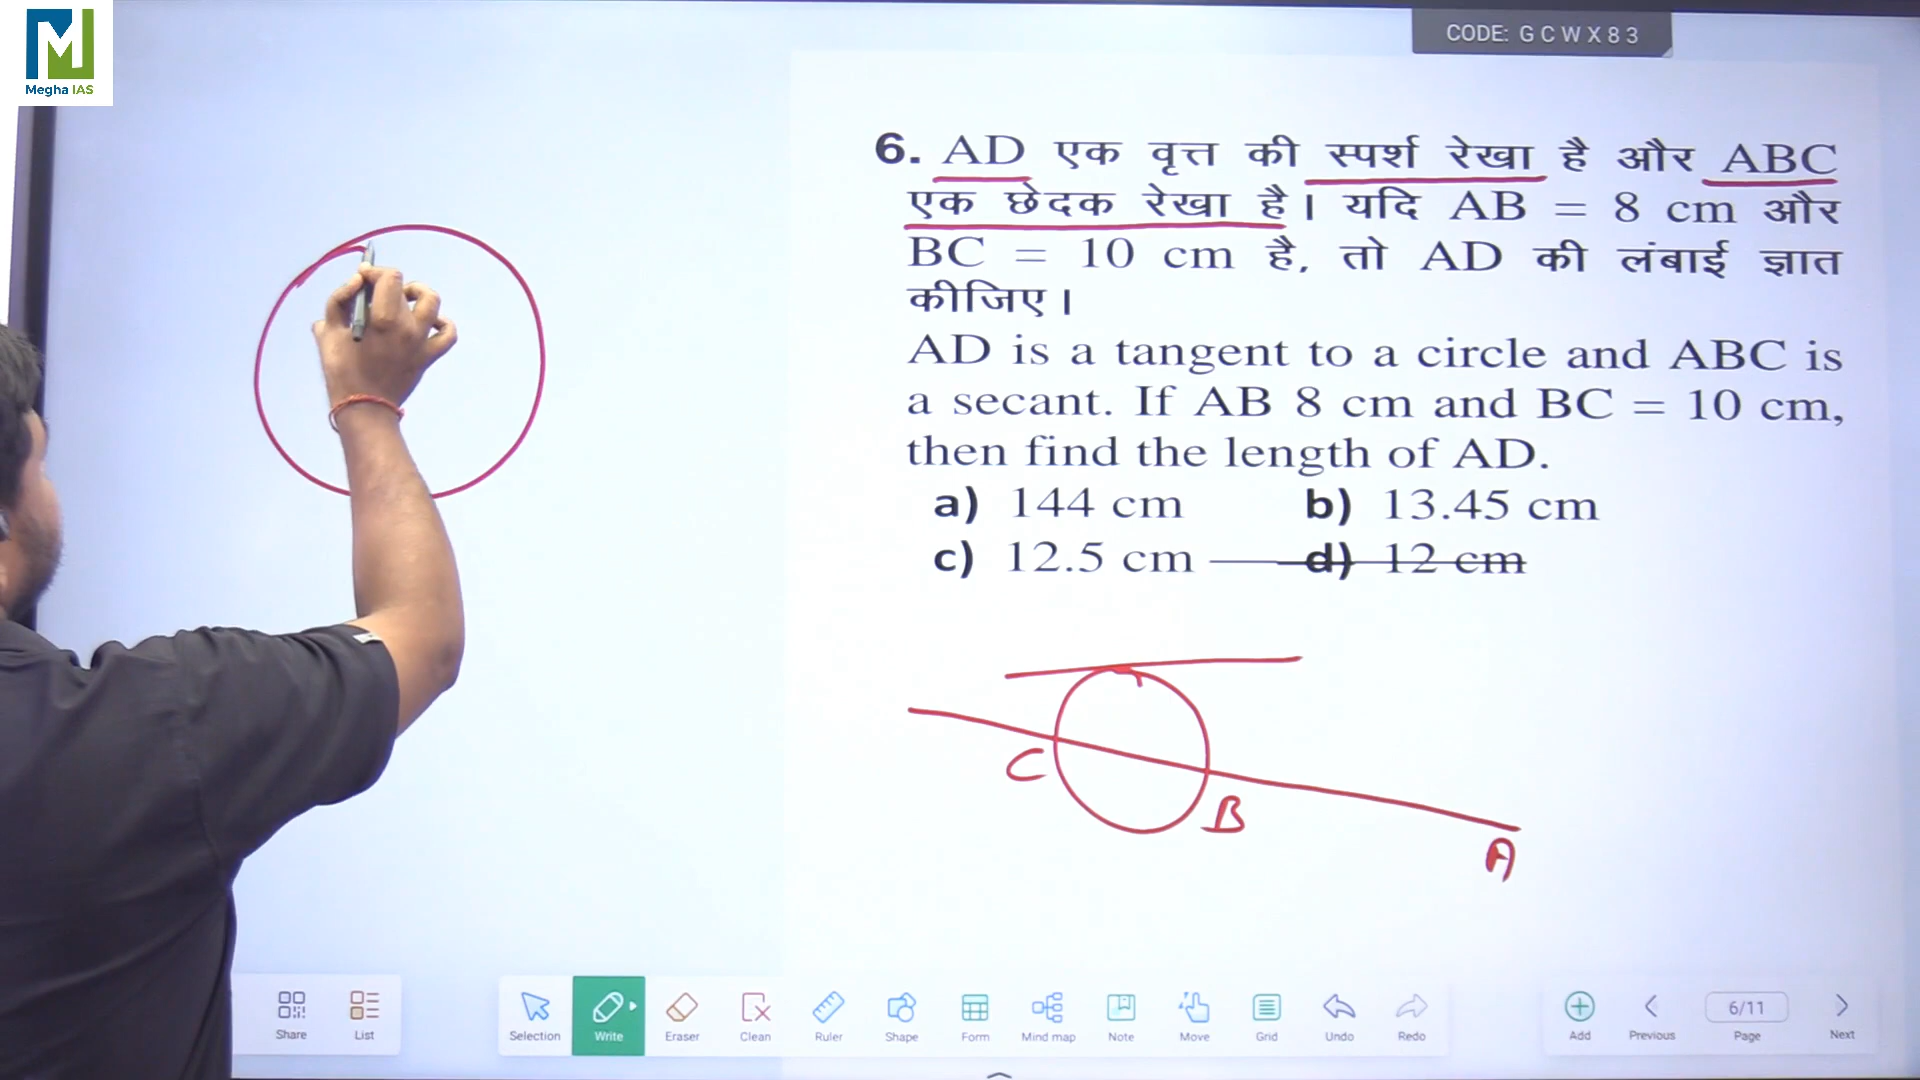 Megha IAS
CODE: GCWX83
6. AD एक वृत्त की स्पर्श रेखा है और ABC
एक छेदक रेखा है। यदि AB = 8 cm और
BC = 10 cm है, तो AD की लंबाई ज्ञात
कीजिए।
AD is a tangent to a circle and ABC is
a secant. If AB 8 cm and BC = 10 cm,
then find the length of AD.
a) 144 cm b) 13.45 cm
c) 12.5 cm d) 12 cm
C
B
A
Share List Selection Write Eraser Clean Ruler Shape Form Mind map Note Move Grid Undo Redo Add Previous 6/11 Page Next